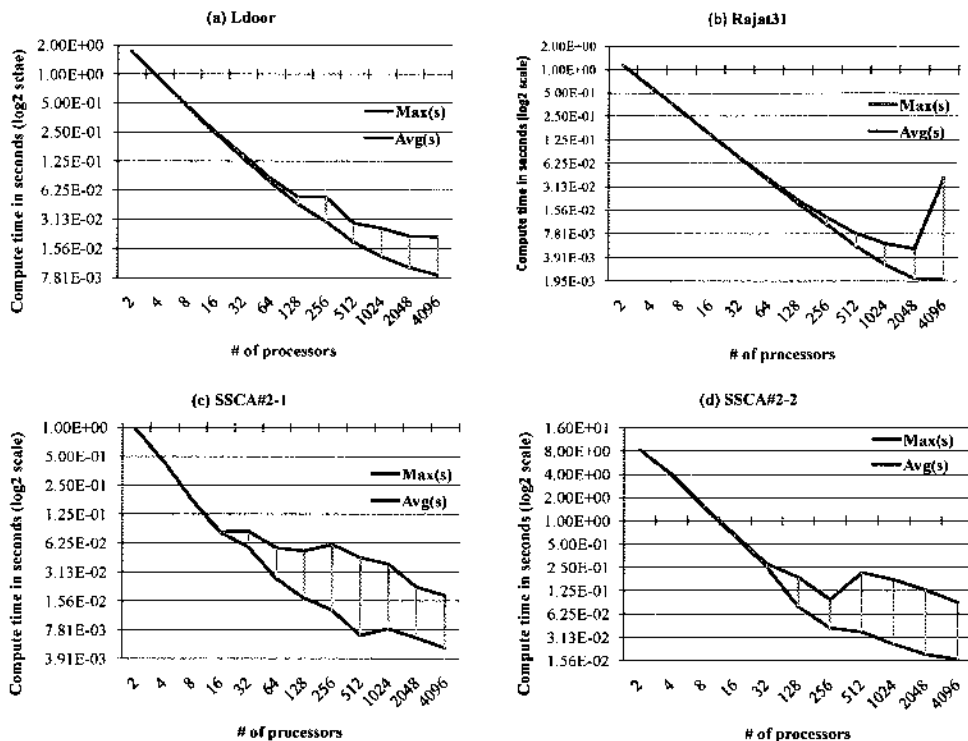 (a) Ldoor
Compute time in seconds (log2 sclae)
2.00E+00
1.00E+00
5.00E-01
2.50E-01
1.25E-01
6.25E-02
3.13E-02
1.56E-02
7.81E-03
Max(s)
Avg(s)
2 4 8 16 32 64 128 256 512 1024 2048 4096
# of processors
(b) Rajat31
Compute time in seconds (log2 scale)
2.00E+00
1.00E+00
5.00E-01
2.50E-01
1.25E-01
6.25E-02
3.13E-02
1.56E-02
7.81E-03
3.91E-03
1.95E-03
Max(s)
Avg(s)
2 4 8 16 32 64 128 256 512 1024 2048 4096
# of processors
(c) SSCA#2-1
Compute time in seconds (log2 scale)
1.00E+00
5.00E-01
2.50E-01
1.25E-01
6.25E-02
3.13E-02
1.56E-02
7.81E-03
3.91E-03
Max(s)
Avg(s)
2 4 8 16 32 64 128 256 512 1024 2048 4096
# of processors
(d) SSCA#2-2
Compute time in seconds (log2 scale)
1.60E+01
8.00E+00
4.00E+00
2.00E+00
1.00E+00
5.00E-01
2.50E-01
1.25E-01
6.25E-02
3.13E-02
1.56E-02
Max(s)
Avg(s)
2 4 8 16 32 128 256 512 1024 2048 4096
# of processors